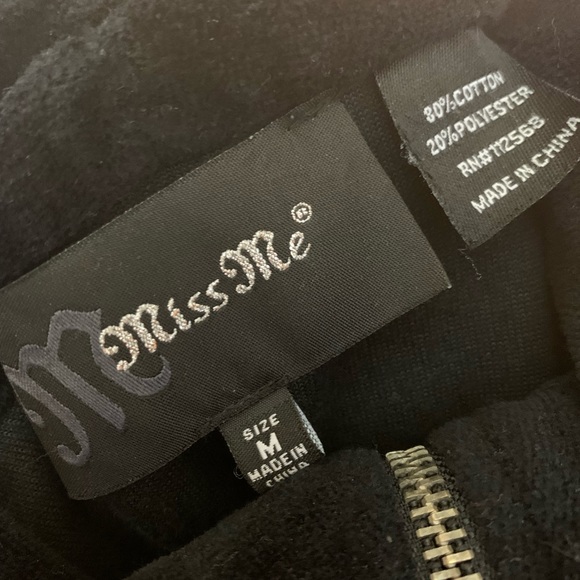 80% COTTON
20% POLYESTER
RN#112568
MADE IN CHINA
M
Miss Me®
SIZE
M
MADE IN
CHINA